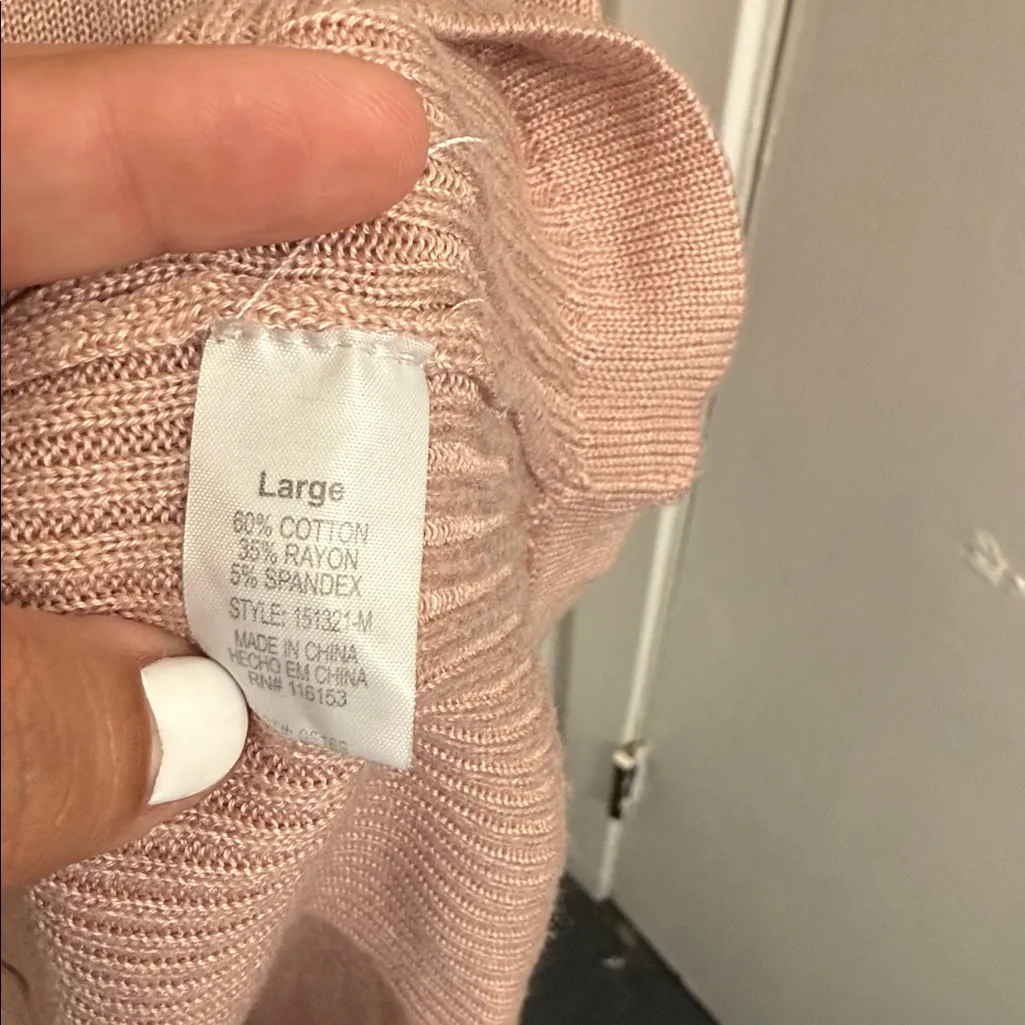 Large
60% COTTON
35% RAYON
5% SPANDEX
STYLE: 151321-M
MADE IN CHINA
HECHO EM CHINA
RN# 116153